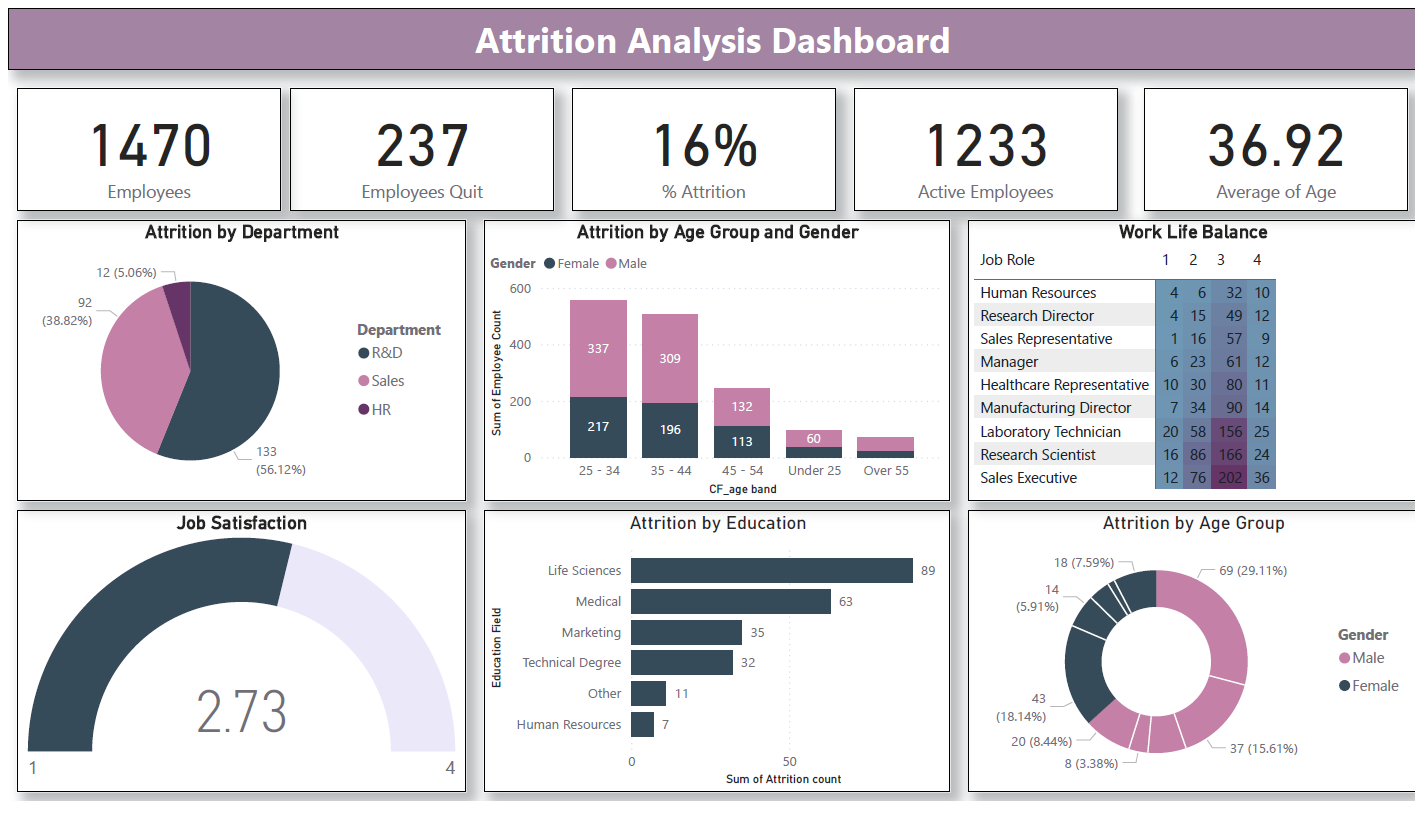 Attrition Analysis Dashboard
1470
Employees
237
Employees Quit
16%
% Attrition
1233
Active Employees
36.92
Average of Age
Attrition by Department
12 (5.06%)
92
(38.82%)
133
(56.12%)
Department
R&D
Sales
HR
Attrition by Age Group and Gender
Gender Female Male
600
400
200
0
Sum of Employee Count
337
217
309
196
132
113
60
25 - 34 35 - 44 45 - 54 Under 25 Over 55
CF_age band
Work Life Balance
Job Role 1 2 3 4
Human Resources 4 6 32 10
Research Director 4 15 49 12
Sales Representative 1 16 57 9
Manager 6 23 61 12
Healthcare Representative 10 30 80 11
Manufacturing Director 7 34 90 14
Laboratory Technician 20 58 156 25
Research Scientist 16 86 166 24
Sales Executive 12 76 202 36
Job Satisfaction
2.73
1 4
Attrition by Education
Education Field
Life Sciences 89
Medical 63
Marketing 35
Technical Degree 32
Other 11
Human Resources 7
0 50
Sum of Attrition count
Attrition by Age Group
18 (7.59%)
69 (29.11%)
14
(5.91%)
43
(18.14%)
20 (8.44%)
8 (3.38%)
37 (15.61%)
Gender
Male
Female